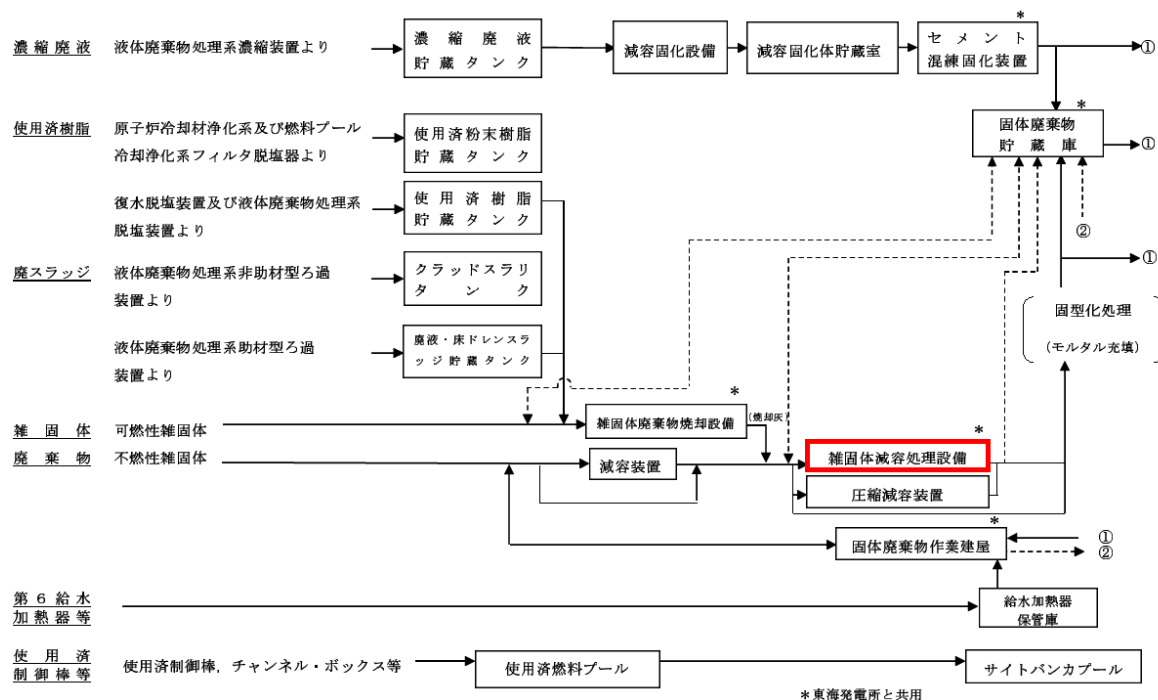 濃縮廃液
液体廃棄物処理系濃縮装置より
濃縮廃液
貯蔵タンク
減容固化設備
減容固化体貯蔵室
*
セメント
混練固化装置
①
使用済樹脂
原子炉冷却材浄化系及び燃料プール
冷却浄化系フィルタ脱塩器より
使用済粉末樹脂
貯蔵タンク
*
固体廃棄物
貯蔵庫
①
復水脱塩装置及び液体廃棄物処理系
脱塩装置より
使用済樹脂
貯蔵タンク
②
廃スラッジ
液体廃棄物処理系非助材型ろ過
装置より
クラッドスラリ
タンク
①
固型化処理
(モルタル充填)
液体廃棄物処理系助材型ろ過
装置より
廃液・床ドレンスラ
ッジ貯蔵タンク
雑固体
廃棄物
可燃性雑固体
*
雑固体廃棄物焼却設備
(焼却灰)
不燃性雑固体
減容装置
*
雑固体減容処理設備
圧縮減容装置
*
固体廃棄物作業建屋
①
②
第6給水
加熱器等
給水加熱器
保管庫
使用済
制御棒等
使用済制御棒，チャンネル・ボックス等
使用済燃料プール
サイトバンカプール
*東海発電所と共用